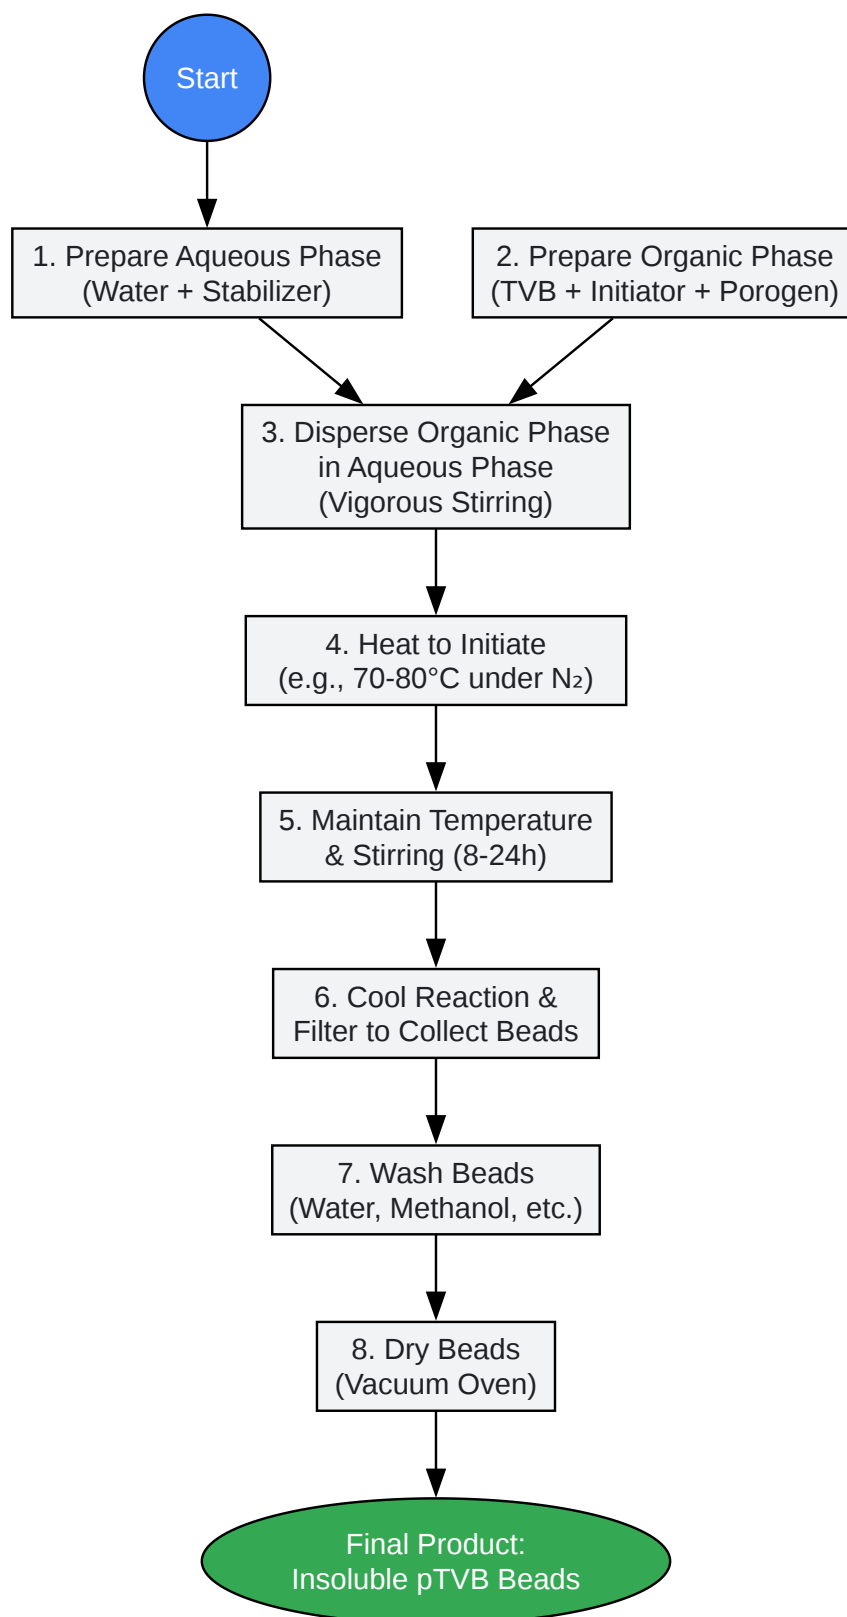 Start
1. Prepare Aqueous Phase
(Water + Stabilizer)
2. Prepare Organic Phase
(TVB + Initiator + Porogen)
3. Disperse Organic Phase
in Aqueous Phase
(Vigorous Stirring)
4. Heat to Initiate
(e.g., 70-80°C under N₂)
5. Maintain Temperature
& Stirring (8-24h)
6. Cool Reaction &
Filter to Collect Beads
7. Wash Beads
(Water, Methanol, etc.)
8. Dry Beads
(Vacuum Oven)
Final Product:
Insoluble pTVB Beads